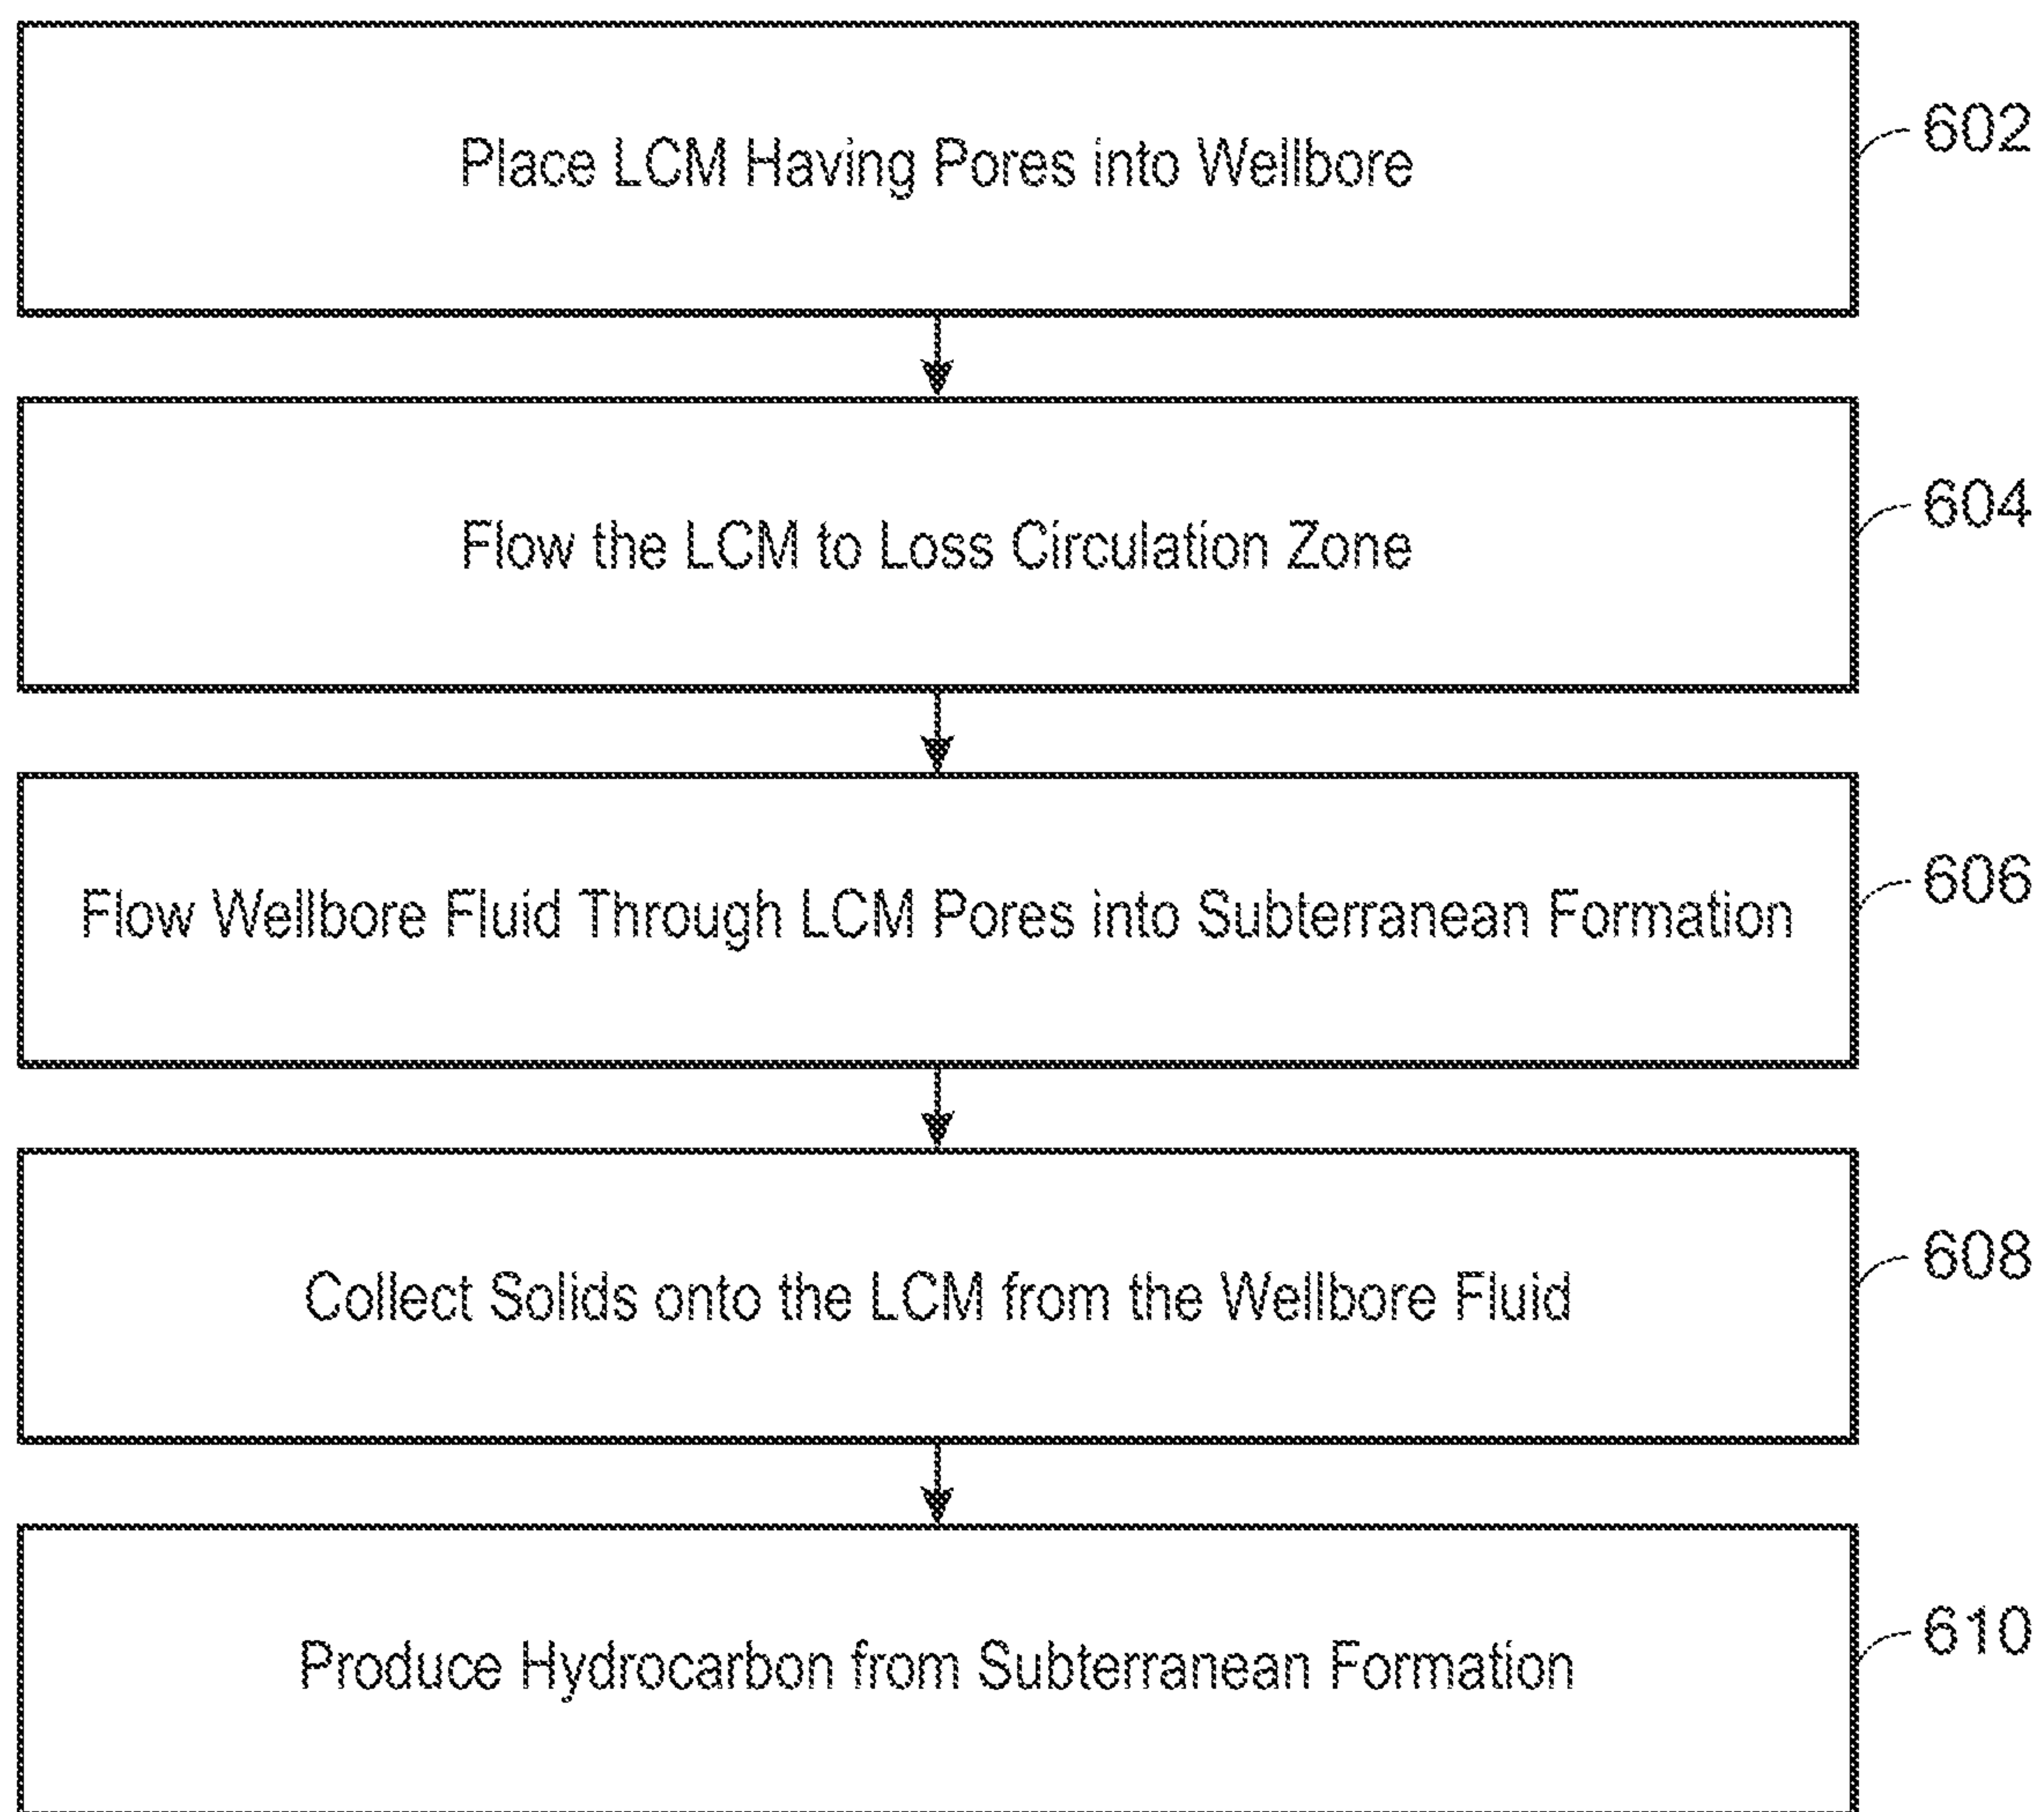 Place LCM Having Pores into Wellbore
602
Flow the LCM to Loss Circulation Zone
604
Flow Wellbore Fluid Through LCM Pores into Subterranean Formation
606
Collect Solids onto the LCM from the Wellbore Fluid
608
Produce Hydrocarbon from Subterranean Formation
610